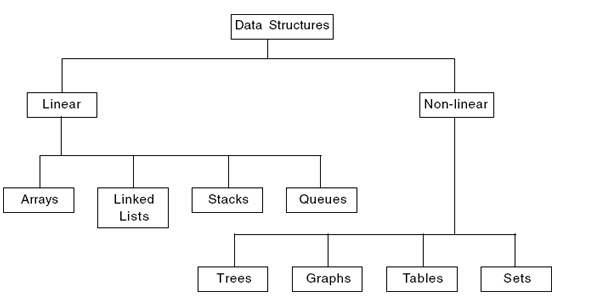 Data Structures
Linear
Non-linear
Arrays
Linked
Lists
Stacks
Queues
Trees
Graphs
Tables
Sets